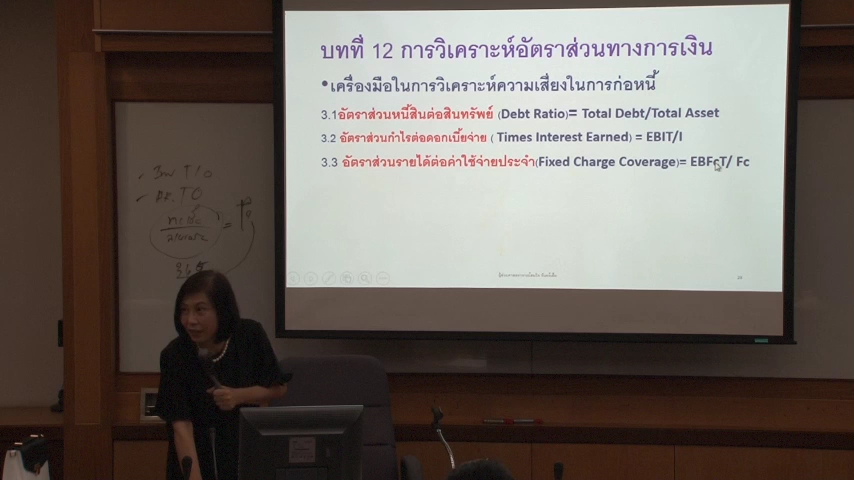 บทที่ 12 การวิเคราะห์อัตราส่วนทางการเงิน
•เครื่องมือในการวิเคราะห์ความเสี่ยงในการก่อหนี้
3.1อัตราส่วนหนี้สินต่อสินทรัพย์ (Debt Ratio)= Total Debt/Total Asset
3.2 อัตราส่วนกำไรต่อดอกเบี้ยจ่าย ( Times Interest Earned) = EBIT/I
3.3 อัตราส่วนรายได้ต่อค่าใช้จ่ายประจำ(Fixed Charge Coverage)= EBFcT/ Fc
Inv T/O
AR. TO
365